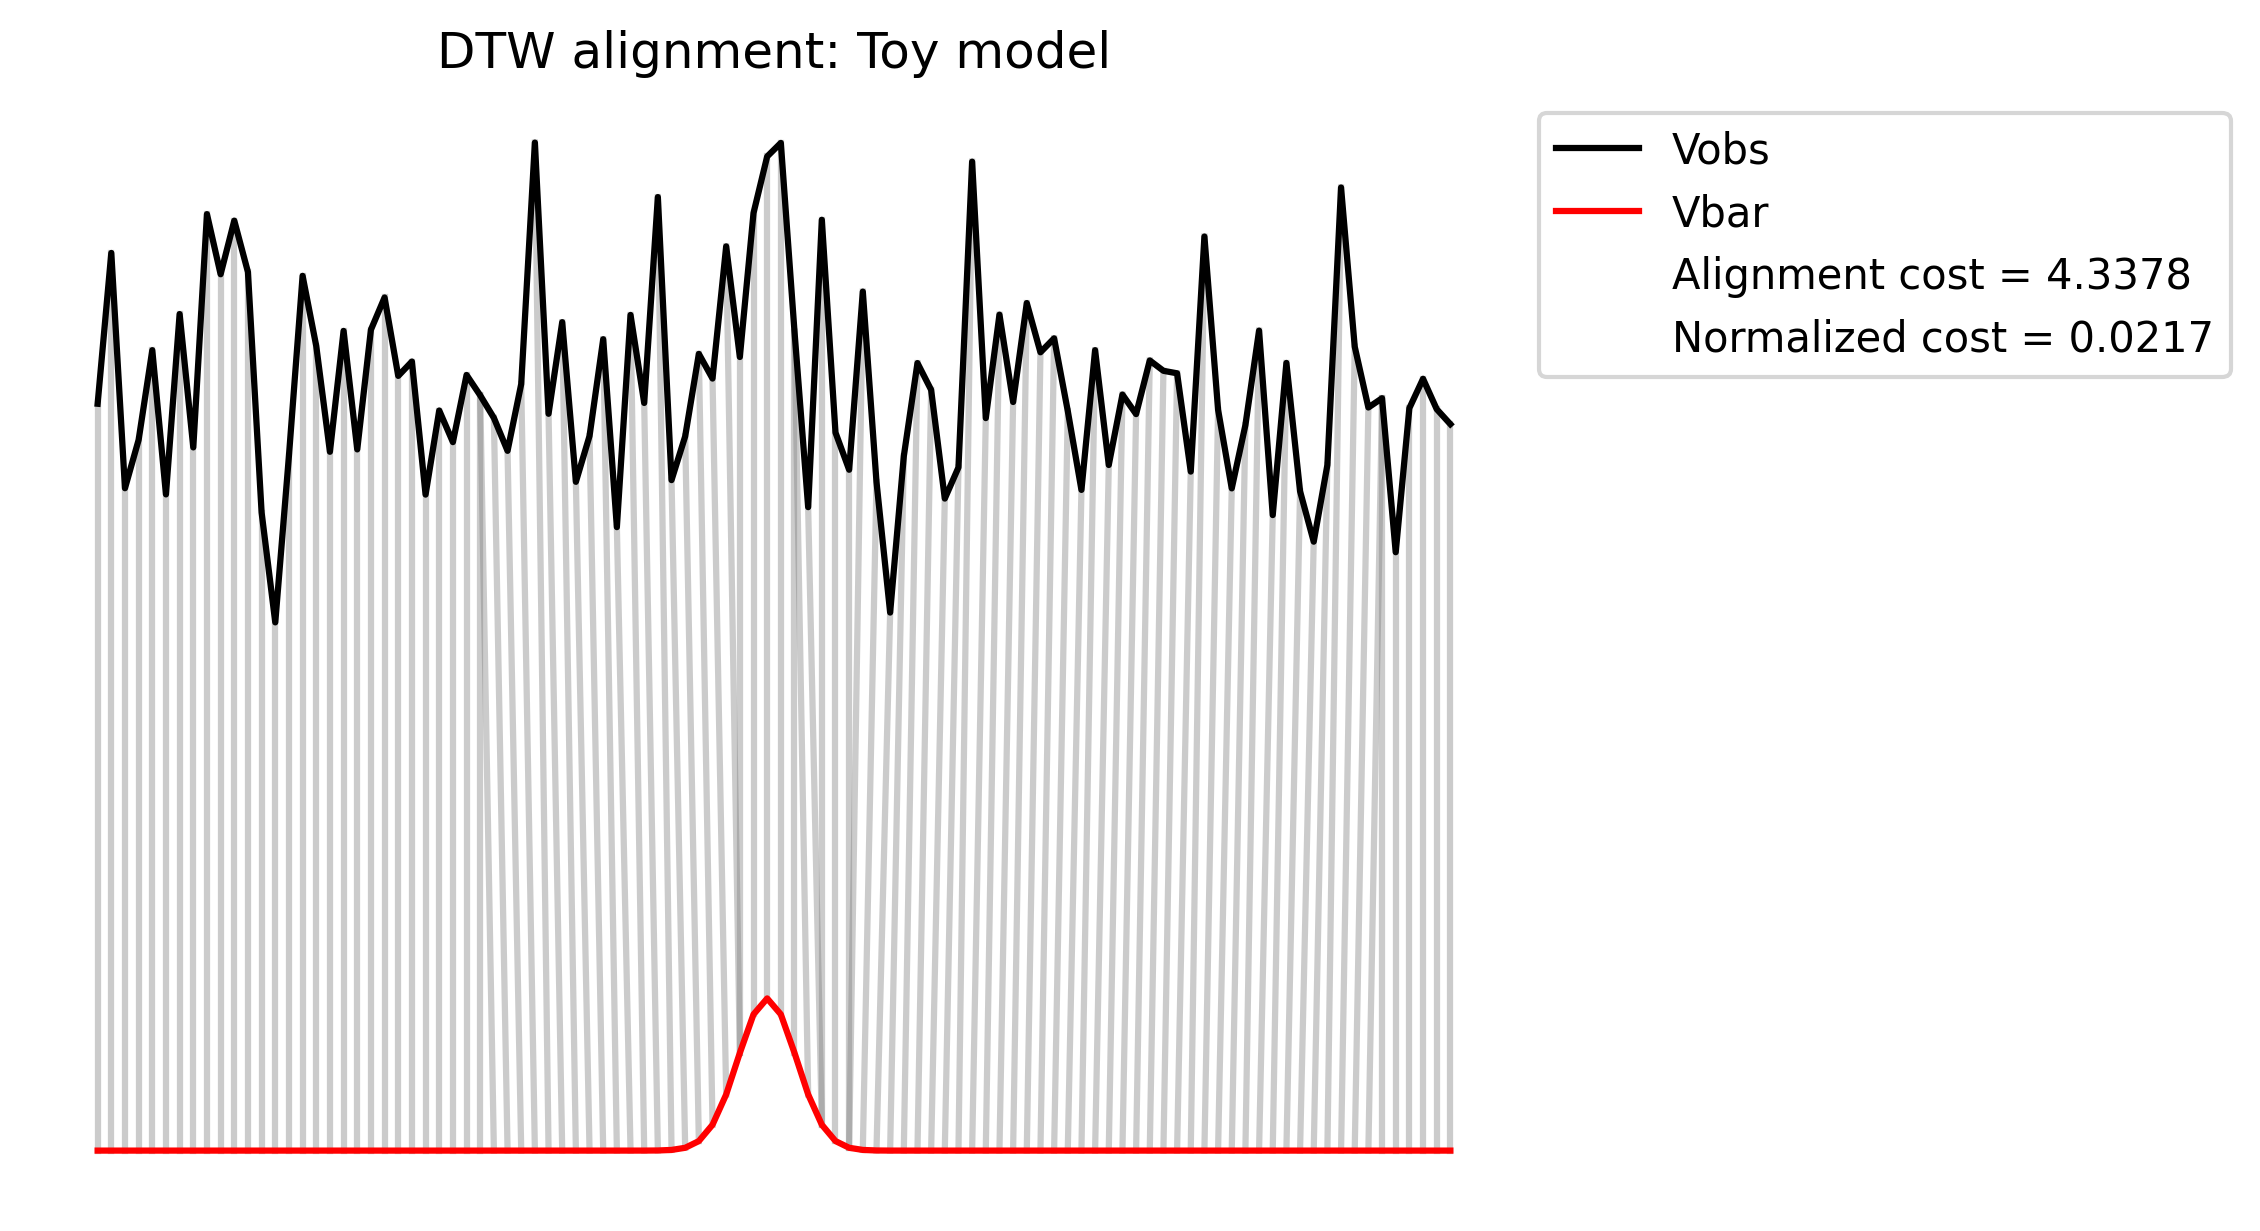 DTW alignment: Toy model
Vobs
Vbar
Alignment cost = 4.3378
Normalized cost = 0.0217